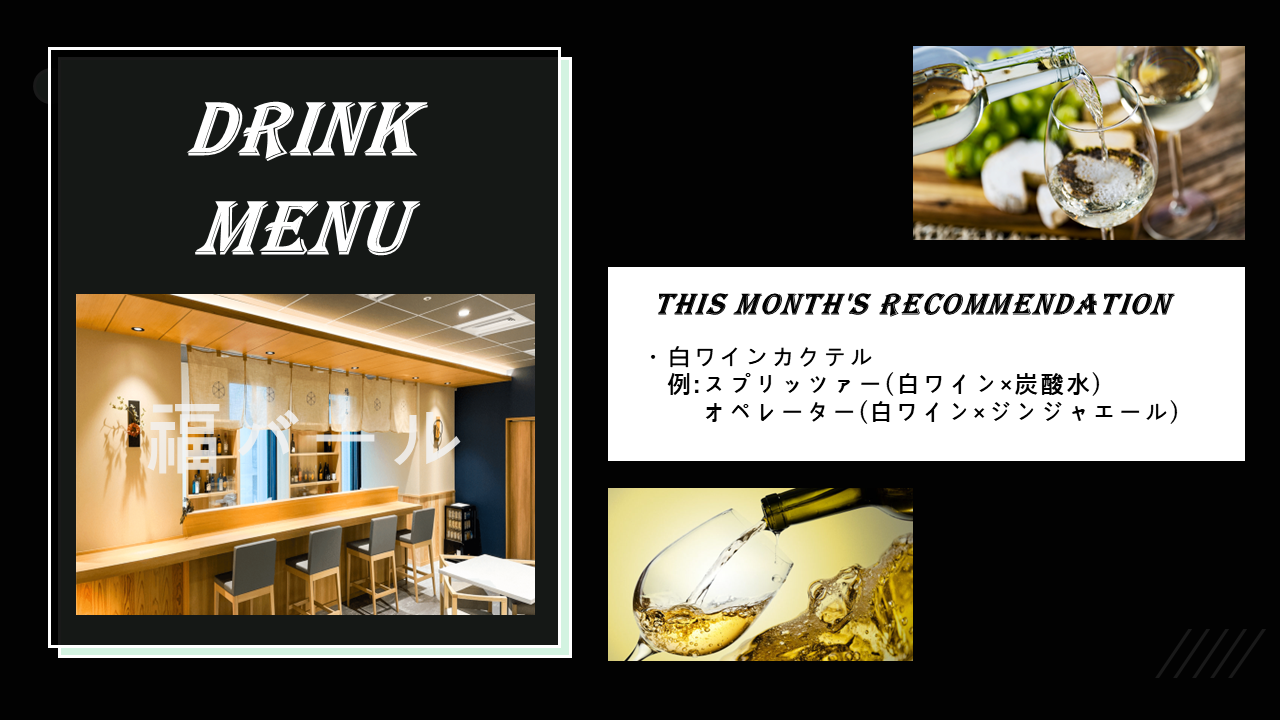 DRINK
MENU
福バール
THIS MONTH'S RECOMMENDATION
・白ワインカクテル
例:スプリッツァー(白ワイン×炭酸水)
オペレーター(白ワイン×ジンジャエール)